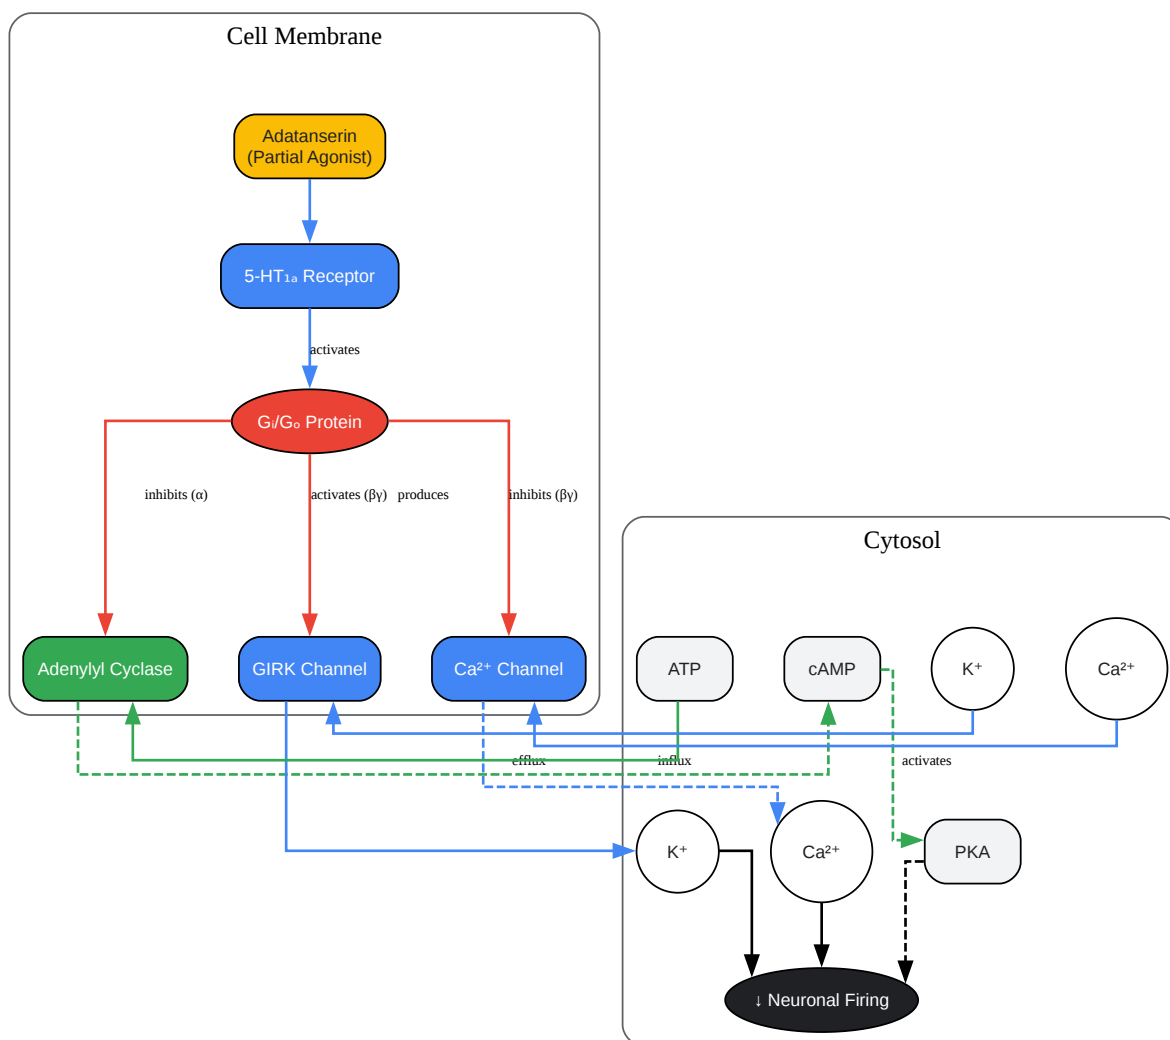 Cell Membrane
Adatanserin
(Partial Agonist)
5-HT₁ₐ Receptor
activates
Gᵢ/Gₒ Protein
inhibits (α)
activates (βγ)
produces
inhibits (βγ)
Cytosol
Adenylyl Cyclase
GIRK Channel
Ca²⁺ Channel
ATP
cAMP
K⁺
Ca²⁺
efflux
influx
activates
K⁺
Ca²⁺
PKA
↓ Neuronal Firing